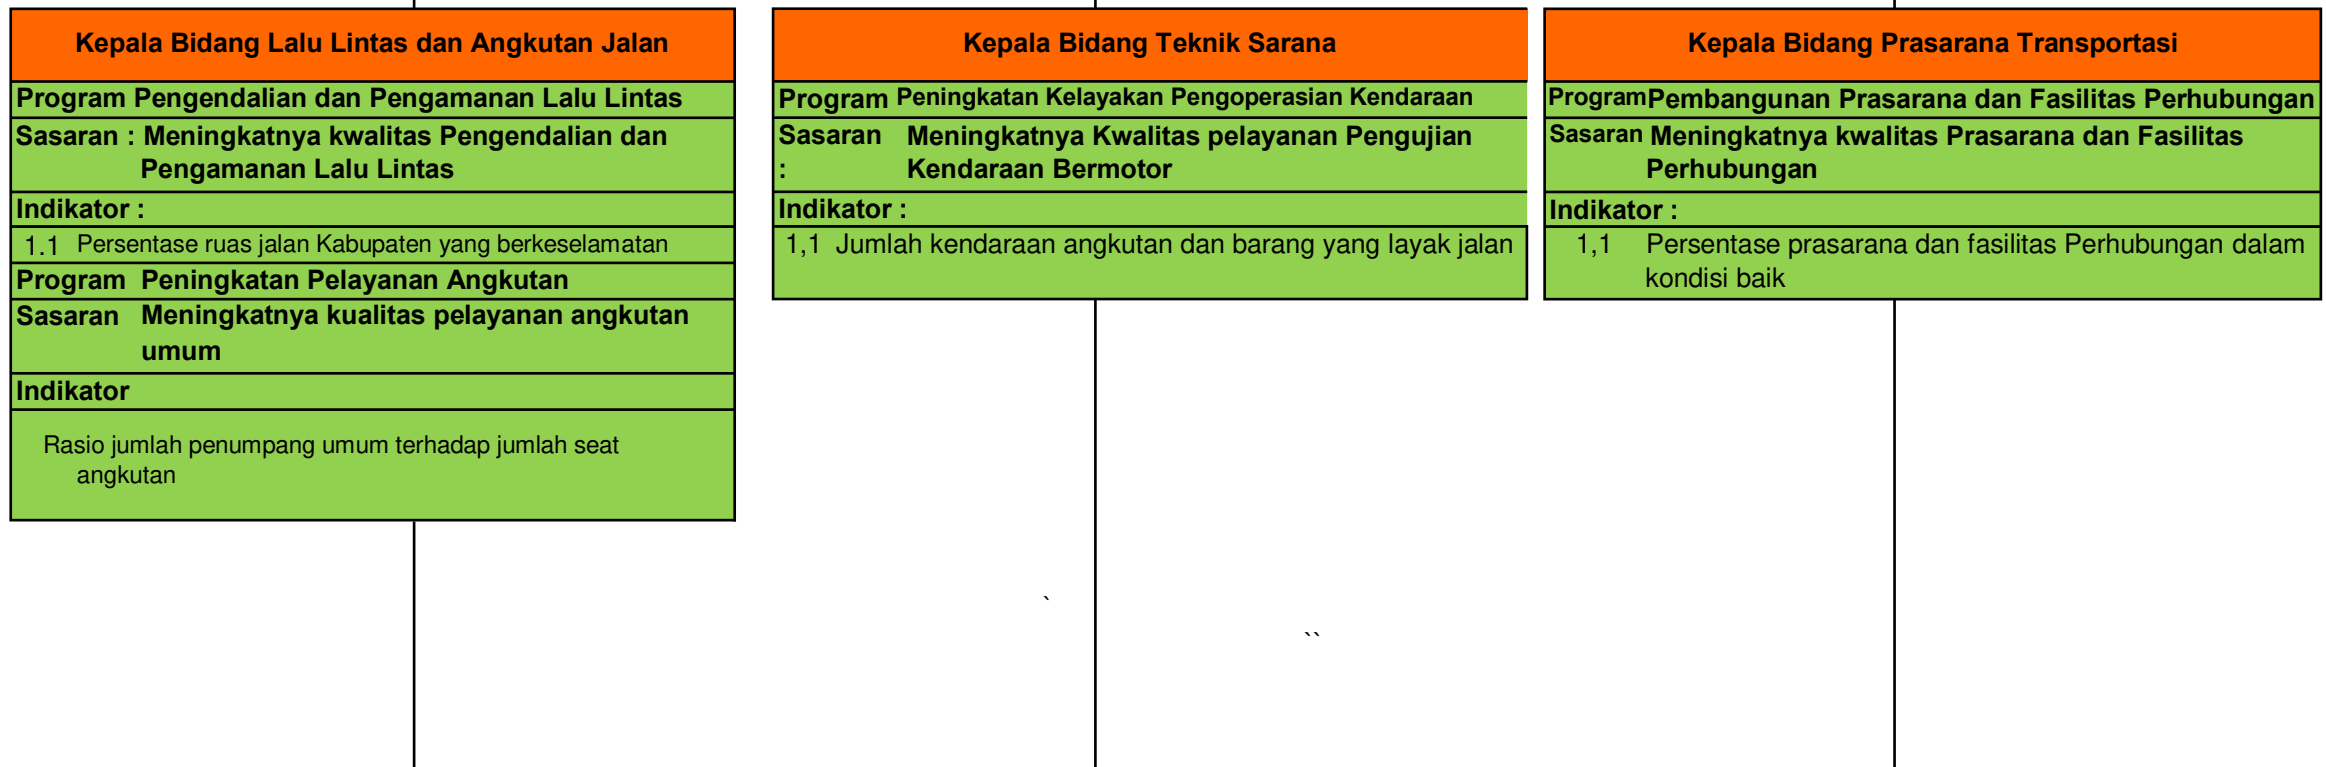 Kepala Bidang Lalu Lintas dan Angkutan Jalan
Program Pengendalian dan Pengamanan Lalu Lintas
Sasaran : Meningkatnya kwalitas Pengendalian dan
Pengamanan Lalu Lintas
Indikator :
1.1 Persentase ruas jalan Kabupaten yang berkeselamatan
Program Peningkatan Pelayanan Angkutan
Sasaran Meningkatnya kualitas pelayanan angkutan
umum
Indikator
Rasio jumlah penumpang umum terhadap jumlah seat
angkutan
Kepala Bidang Teknik Sarana
Program Peningkatan Kelayakan Pengoperasian Kendaraan
Sasaran Meningkatnya Kwalitas pelayanan Pengujian
: Kendaraan Bermotor
Indikator :
1,1 Jumlah kendaraan angkutan dan barang yang layak jalan
Kepala Bidang Prasarana Transportasi
Program Pembangunan Prasarana dan Fasilitas Perhubungan
Sasaran Meningkatnya kwalitas Prasarana dan Fasilitas
Perhubungan
Indikator :
1,1 Persentase prasarana dan fasilitas Perhubungan dalam
kondisi baik
`
``